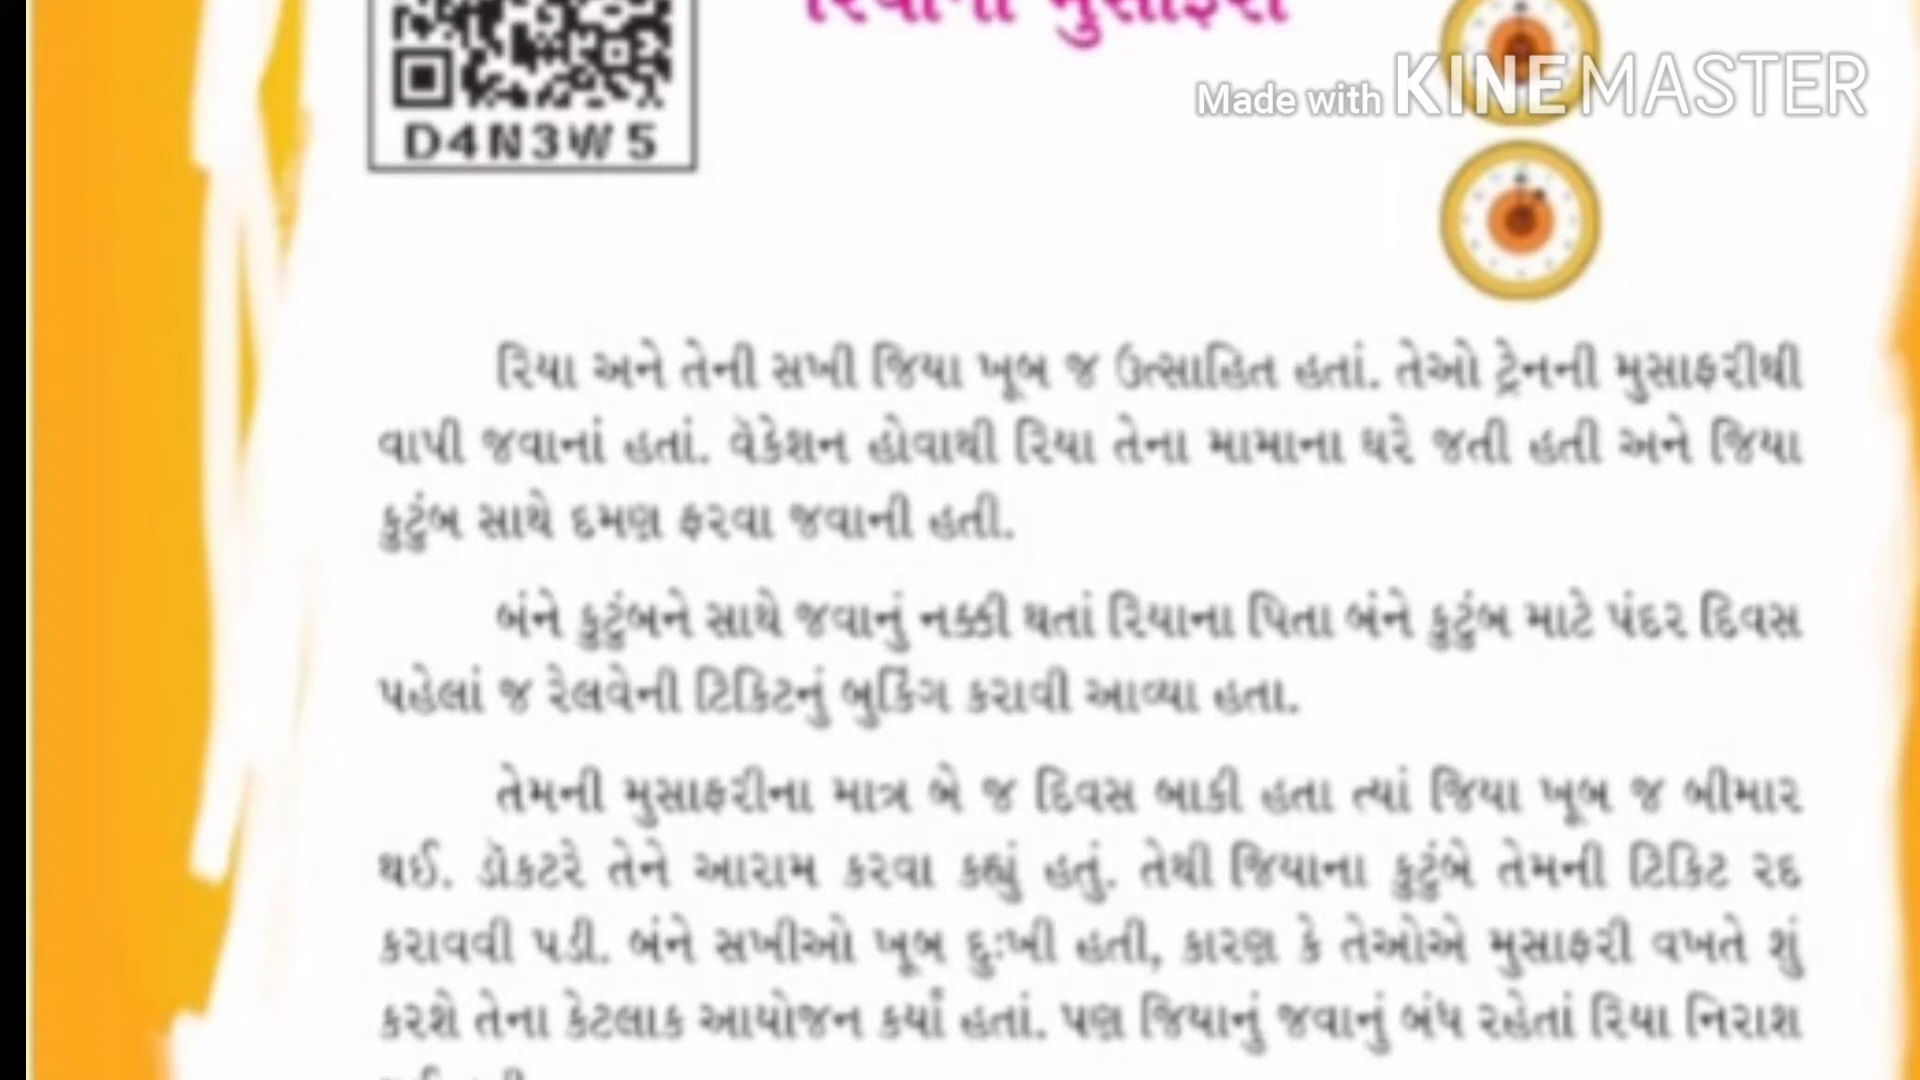 રિયાની મુસાફરી
Made with KINEMASTER
D4N3W5
રિયા અને તેની સખી જિયા ખૂબ જ ઉત્સાહિત હતાં. તેઓ ટ્રેનની મુસાફરીથી
વાપી જવાનાં હતાં. વૅકેશન હોવાથી રિયા તેના મામાના ઘરે જતી હતી અને જિયા
કુટુંબ સાથે દમણ ફરવા જવાની હતી.
બંને કુટુંબને સાથે જવાનું નક્કી થતાં રિયાના પિતા બંને કુટુંબ માટે પંદર દિવસ
પહેલાં જ રેલવેની ટિકિટનું બુકિંગ કરાવી આવ્યા હતા.
તેમની મુસાફરીના માત્ર બે જ દિવસ બાકી હતા ત્યાં જિયા ખૂબ જ બીમાર
થઈ. ડૉકટરે તેને આરામ કરવા કહ્યું હતું. તેથી જિયાના કુટુંબે તેમની ટિકિટ રદ
કરાવવી પડી. બંને સખીઓ ખૂબ દુઃખી હતી, કારણ કે તેઓએ મુસાફરી વખતે શું
કરશે તેના કેટલાક આયોજન કર્યાં હતાં. પણ જિયાનું જવાનું બંધ રહેતાં રિયા નિરાશ